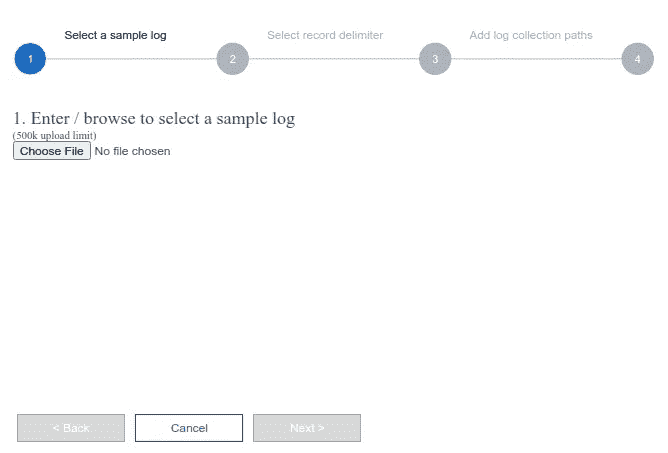 Select a sample log
Select record delimiter
Add log collection paths
1
2
3
4
1. Enter / browse to select a sample log
(500k upload limit)
Choose File No file chosen
< Back
Cancel
Next >